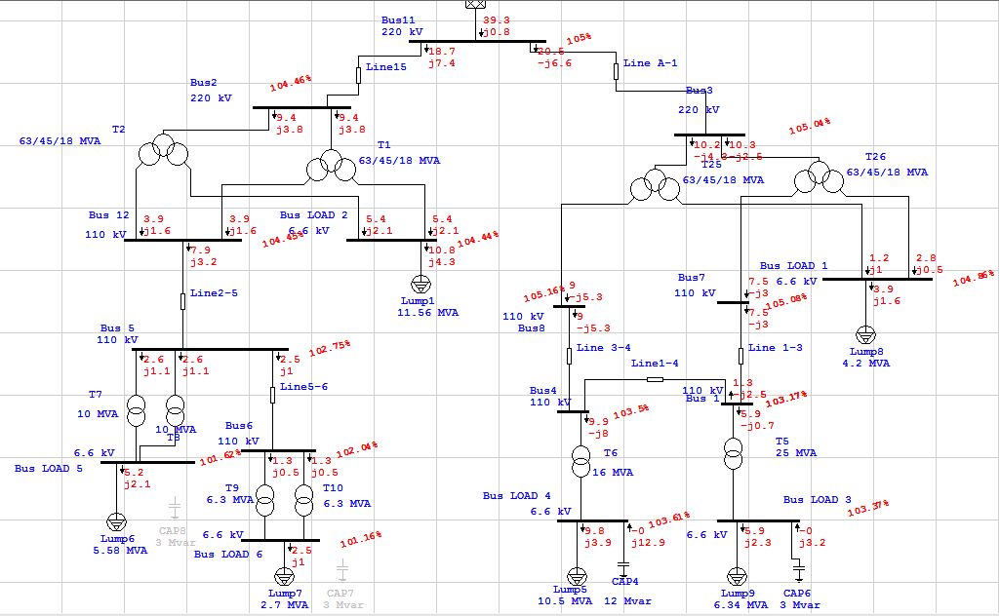 Bus11
220 kV
39.3
j0.8
105%
18.7
j7.4
20.6
-j6.6
Line15
Line A-1
Bus2
220 kV
104.46%
9.4
j3.8
9.4
j3.8
Bus3
220 kV
105.04%
10.2
10.3
-j2.5
T2
63/45/18 MVA
T1
63/45/18 MVA
T25
63/45/18 MVA
T26
63/45/18 MVA
Bus 12
110 kV
3.9
j1.6
3.9
j1.6
104.45%
7.9
j3.2
Bus LOAD 2
6.6 kV
5.4
j2.1
5.4
j2.1
104.44%
10.8
j4.3
Lump1
11.56 MVA
Line2-5
Bus LOAD 1
6.6 kV
1.2
j1
2.8
j0.5
104.86%
3.9
j1.6
Lump8
4.2 MVA
Bus7
110 kV
7.5
-j3
105.08%
7.5
-j3
105.16%
9
-j5.3
9
-j5.3
110 kV
Bus8
Bus 5
110 kV
102.75%
2.6
j1.1
2.6
j1.1
2.5
j1
Line 3-4
Line 1-3
Line1-4
Line5-6
T7
10 MVA
10 MVA
T8
Bus4
110 kV
103.5%
9.9
-j8
110 kV
Bus 1
1.3
-j2.5
103.17%
5.9
-j0.7
Bus6
110 kV
102.04%
1.3
j0.5
1.3
j0.5
6.6 kV
Bus LOAD 5
101.62%
5.2
j2.1
T6
16 MVA
T5
25 MVA
T9
6.3 MVA
T10
6.3 MVA
Bus LOAD 4
6.6 kV
103.61%
9.8
j3.9
-0
j12.9
Bus LOAD 3
6.6 kV
103.37%
5.9
j2.3
-0
j3.2
Lump6
5.58 MVA
CAP8
3 Mvar
6.6 kV
Bus LOAD 6
101.16%
2.5
j1
Lump7
2.7 MVA
CAP7
3 Mvar
Lump5
10.5 MVA
CAP4
12 Mvar
Lump9
6.34 MVA
CAP6
3 Mvar